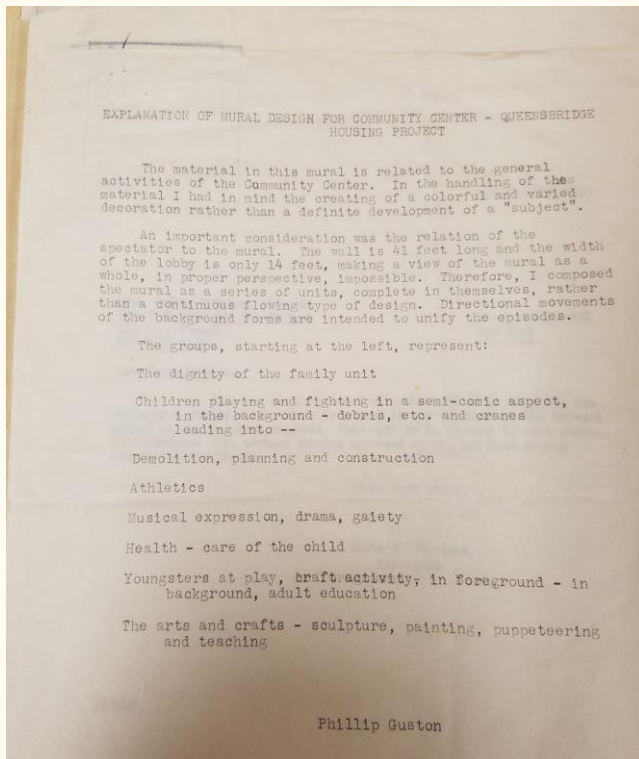 EXPLANATION OF MURAL DESIGN FOR COMMUNITY CENTER - QUEENSBRIDGE
HOUSING PROJECT
The material in this mural is related to the general
activities of the Community Center. In the handling of the
material I had in mind the creating of a colorful and varied
decoration rather than a definite development of a "subject".
An important consideration was the relation of the
spectator to the mural. The wall is 41 feet long and the width
of the lobby is only 14 feet, making a view of the mural as a
whole, in proper perspective, impossible. Therefore, I composed
the mural as a series of units, complete in themselves, rather
than a continuous flowing type of design. Directional movements
of the background forms are intended to unify the episodes.
The groups, starting at the left, represent:
The dignity of the family unit
Children playing and fighting in a semi-comic aspect,
in the background - debris, etc. and cranes
leading into --
Demolition, planning and construction
Athletics
Musical expression, drama, gaiety
Health - care of the child
Youngsters at play, craft activity, in foreground - in
background, adult education
The arts and crafts - sculpture, painting, puppeteering
and teaching
Phillip Guston